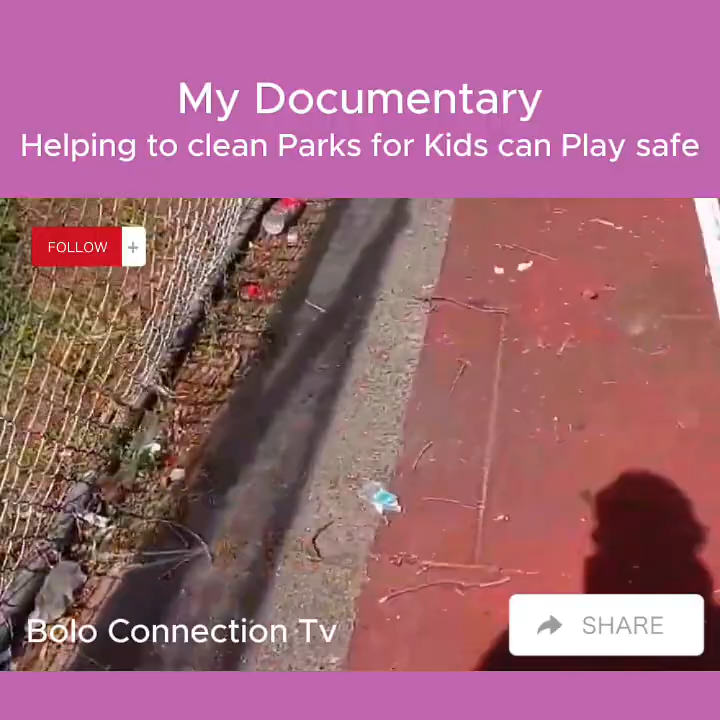 My Documentary
Helping to clean Parks for Kids can Play safe
FOLLOW +
Bolo Connection Tv
SHARE